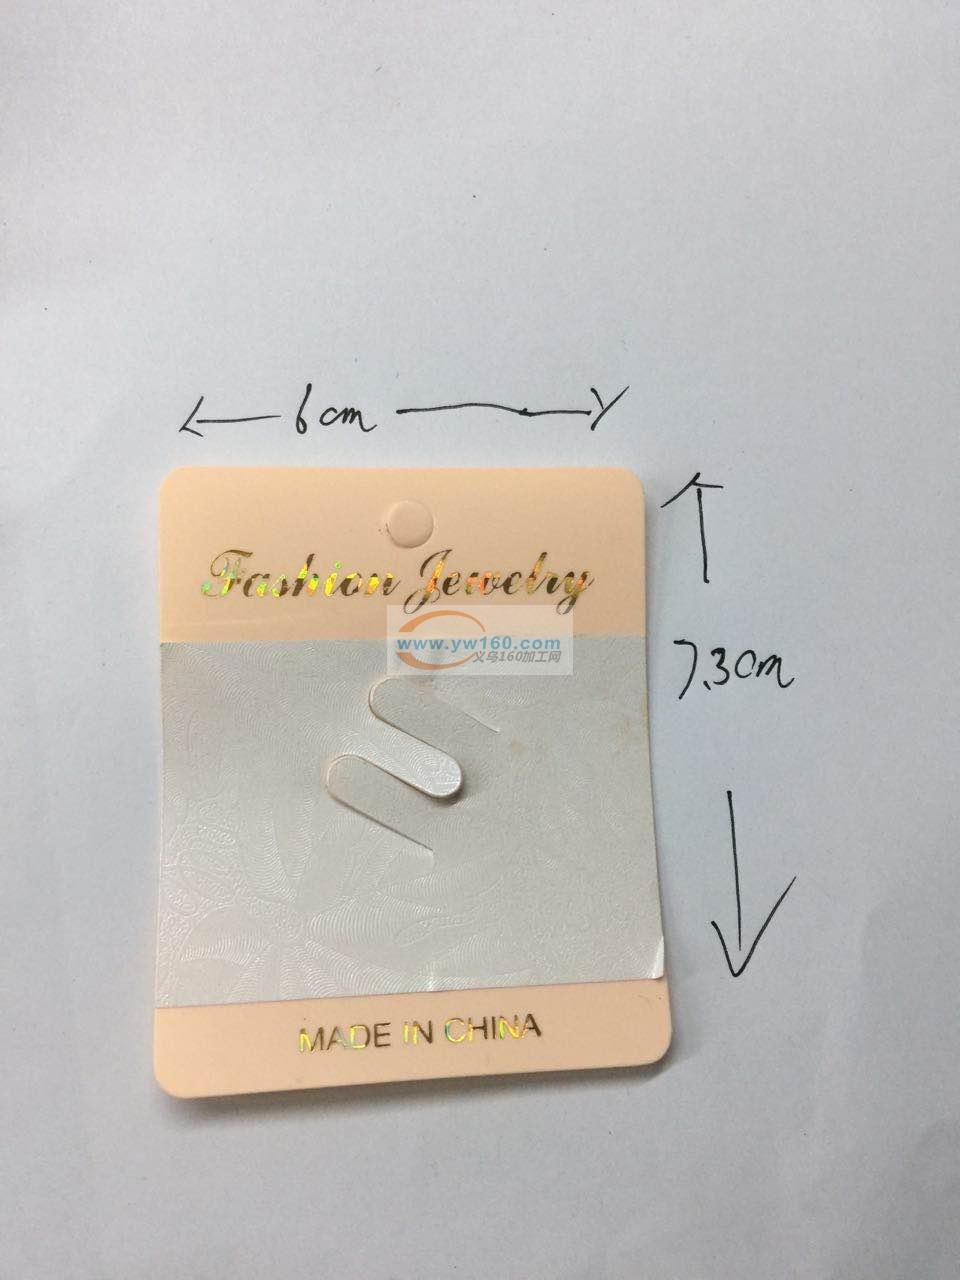 6cm
Fashion Jewelry
www.yw160.com
义乌160加工网
7.3cm
MADE IN CHINA